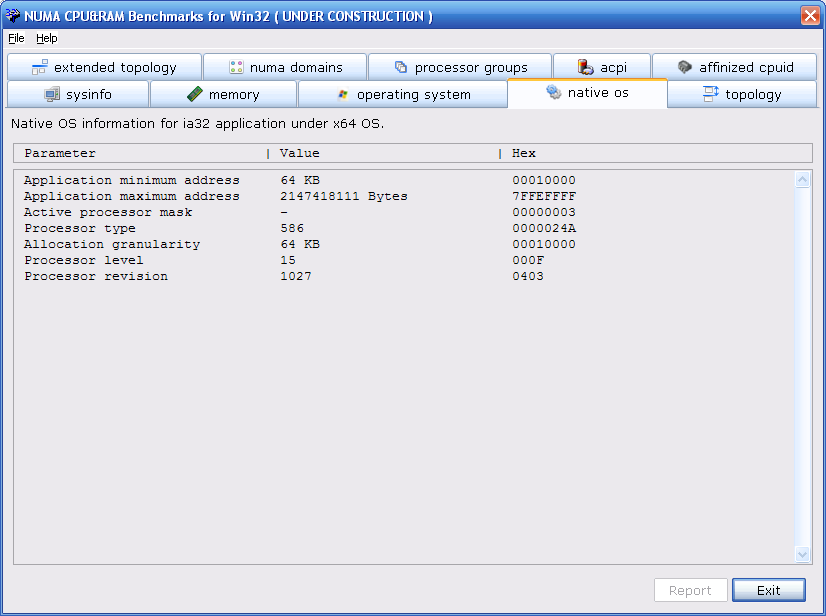 NUMA CPU&RAM Benchmarks for Win32 ( UNDER CONSTRUCTION )
File Help
extended topology numa domains processor groups acpi affinized cpuid
sysinfo memory operating system native os topology
Native OS information for ia32 application under x64 OS.
Parameter | Value | Hex
Application minimum address 64 KB 00010000
Application maximum address 2147418111 Bytes 7FFEFFFF
Active processor mask - 00000003
Processor type 586 0000024A
Allocation granularity 64 KB 00010000
Processor level 15 000F
Processor revision 1027 0403
Report Exit